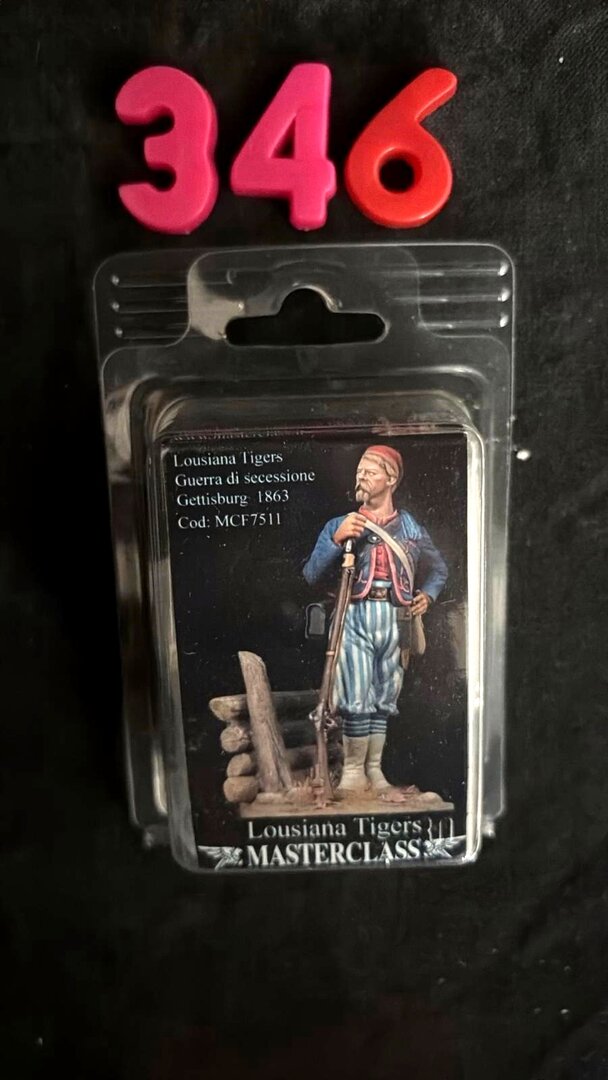 346
Lousiana Tigers
Guerra di secessione
Gettisburg 1863
Cod: MCF7511
Lousiana Tigers
MASTERCLASS